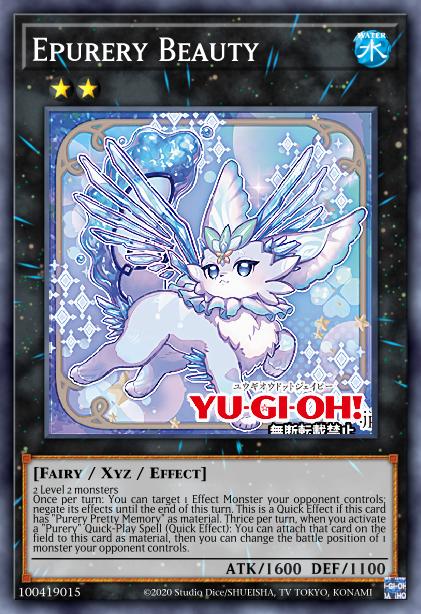 EPURERY BEAUTY
WATER
水
ユウギオウドットジェイピー
YU-GI-OH!
無断転載禁止
[FAIRY / XYZ / EFFECT]
2 Level 2 monsters
Once per turn: You can target 1 Effect Monster your opponent controls;
negate its effects until the end of this turn. This is a Quick Effect if this card
has "Purery Pretty Memory" as material. Thrice per turn, when you activate
a "Purery" Quick-Play Spell (Quick Effect): You can attach that card on the
field to this card as material, then you can change the battle position of 1
monster your opponent controls.
ATK/1600 DEF/1100
100419015
©2020 Studio Dice/SHUEISHA, TV TOKYO, KONAMI